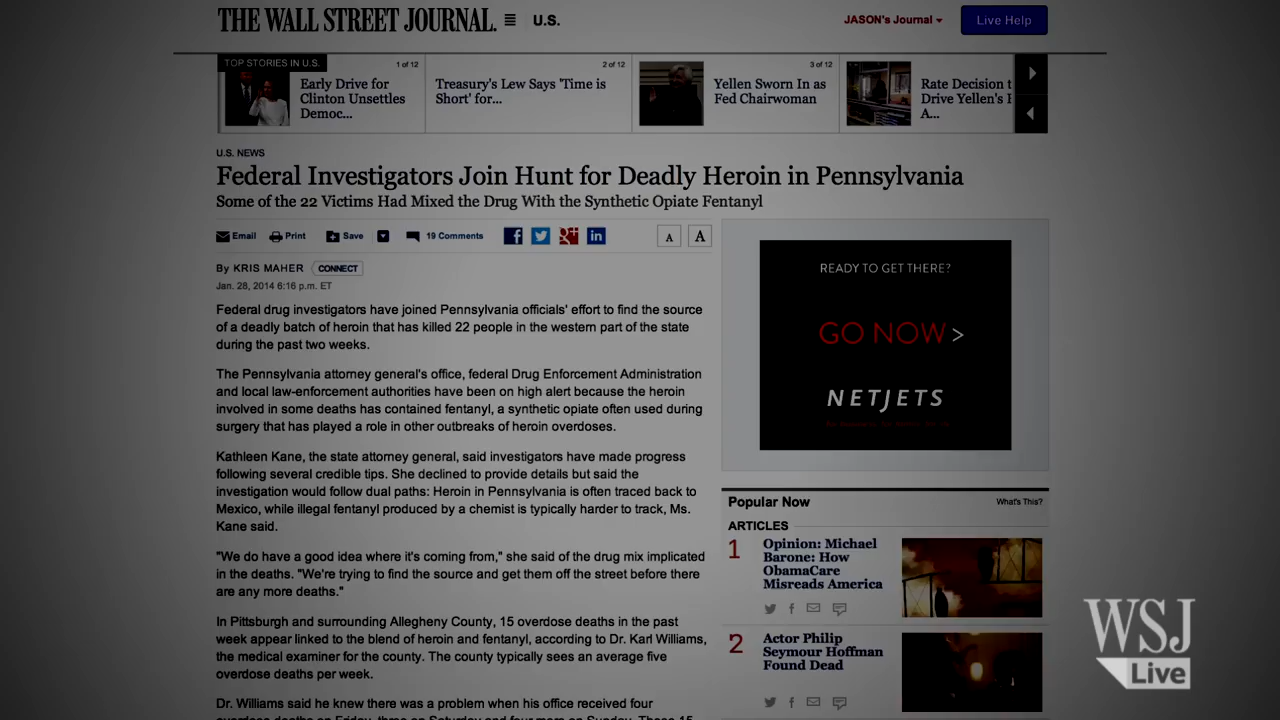 THE WALL STREET JOURNAL. U.S.
JASON's Journal
Live Help
TOP STORIES IN U.S.
1 of 12
Early Drive for
Clinton Unsettles
Democ...
2 of 12
Treasury's Lew Says 'Time is
Short' for...
3 of 12
Yellen Sworn In as
Fed Chairwoman
Rate Decision t
Drive Yellen's
A...
U.S. NEWS
Federal Investigators Join Hunt for Deadly Heroin in Pennsylvania
Some of the 22 Victims Had Mixed the Drug With the Synthetic Opiate Fentanyl
Email Print Save 19 Comments A A
By KRIS MAHER CONNECT
Jan. 28, 2014 6:16 p.m. ET
Federal drug investigators have joined Pennsylvania officials' effort to find the source
of a deadly batch of heroin that has killed 22 people in the western part of the state
during the past two weeks.
The Pennsylvania attorney general's office, federal Drug Enforcement Administration
and local law-enforcement authorities have been on high alert because the heroin
involved in some deaths has contained fentanyl, a synthetic opiate often used during
surgery that has played a role in other outbreaks of heroin overdoses.
Kathleen Kane, the state attorney general, said investigators have made progress
following several credible tips. She declined to provide details but said the
investigation would follow dual paths: Heroin in Pennsylvania is often traced back to
Mexico, while illegal fentanyl produced by a chemist is typically harder to track, Ms.
Kane said.
"We do have a good idea where it's coming from," she said of the drug mix implicated
in the deaths. "We're trying to find the source and get them off the street before there
are any more deaths."
In Pittsburgh and surrounding Allegheny County, 15 overdose deaths in the past
week appear linked to the blend of heroin and fentanyl, according to Dr. Karl Williams,
the medical examiner for the county. The county typically sees an average five
overdose deaths per week.
Dr. Williams said he knew there was a problem when his office received four
overdose deaths on Friday, three on Saturday and four more on Sunday. Those 15
READY TO GET THERE?
GO NOW >
NETJETS
Popular Now
What's This?
ARTICLES
1
Opinion: Michael
Barone: How
ObamaCare
Misreads America
2
Actor Philip
Seymour Hoffman
Found Dead
WSJ
Live